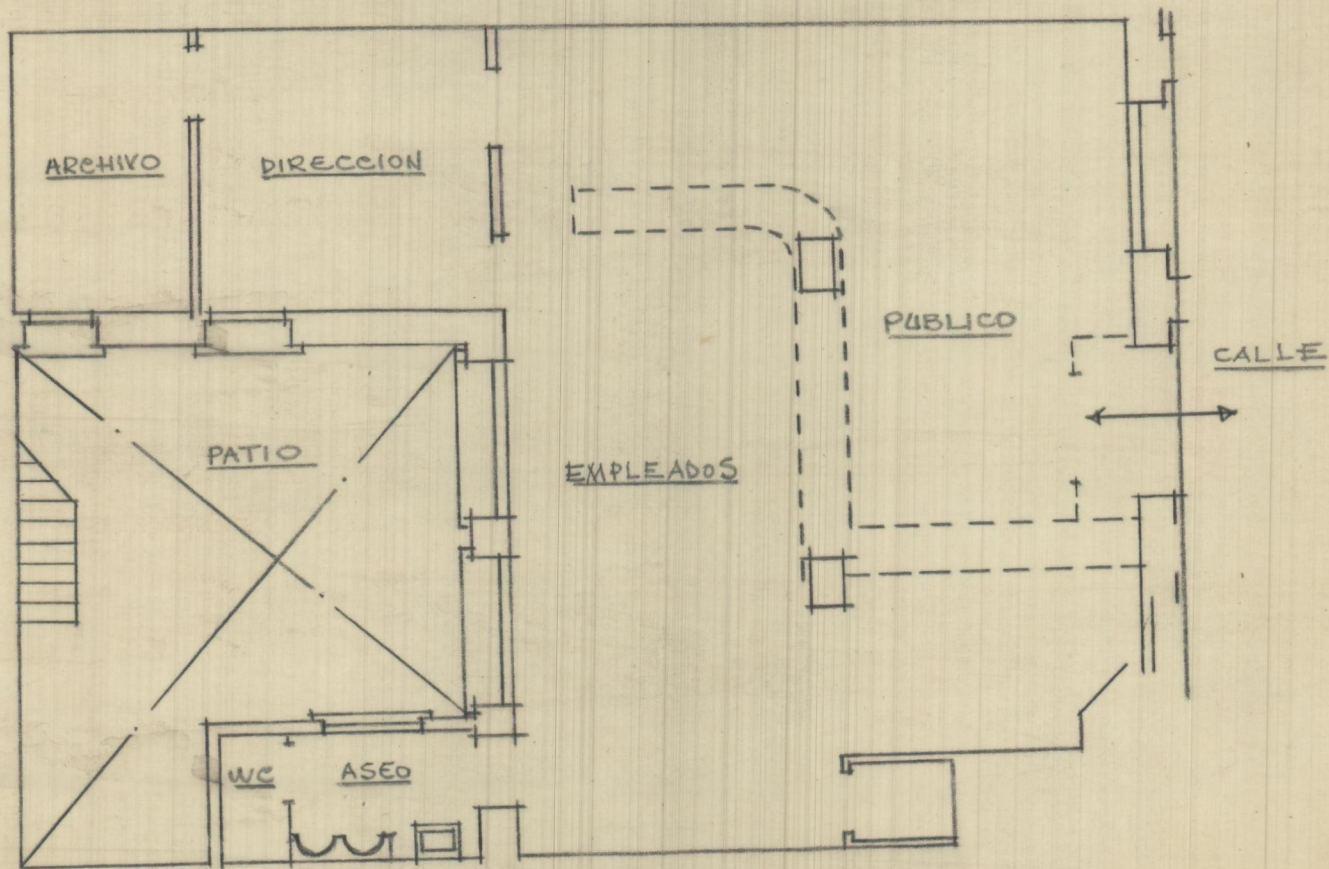 ARCHIVO
DIRECCION
PUBLICO
CALLE
PATIO
EMPLEADOS
WC
ASEO